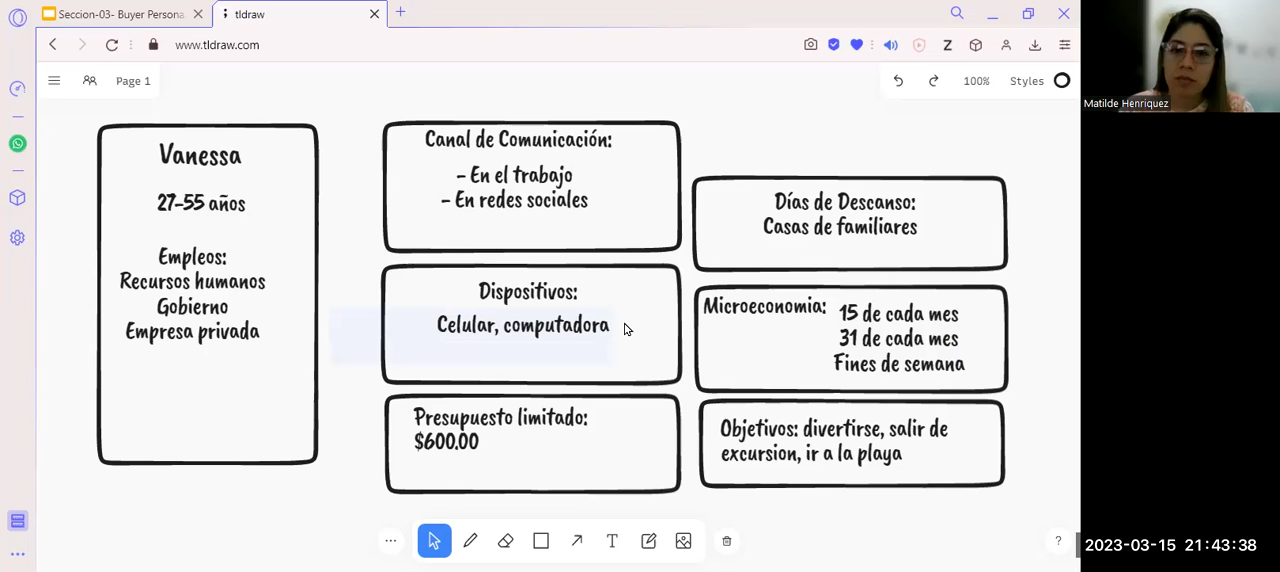 Seccion-03- Buyer Persona
tldraw
www.tldraw.com
Page 1
100%
Styles
Matilde Henriquez
Vanessa
27-55 años
Empleos:
Recursos humanos
Gobierno
Empresa privada
Canal de Comunicación:
- En el trabajo
- En redes sociales
Dispositivos:
Celular, computadora
Presupuesto limitado:
$600.00
Días de Descanso:
Casas de familiares
Microeconomia:
15 de cada mes
31 de cada mes
Fines de semana
Objetivos: divertirse, salir de
excursion, ir a la playa
2023-03-15 21:43:38